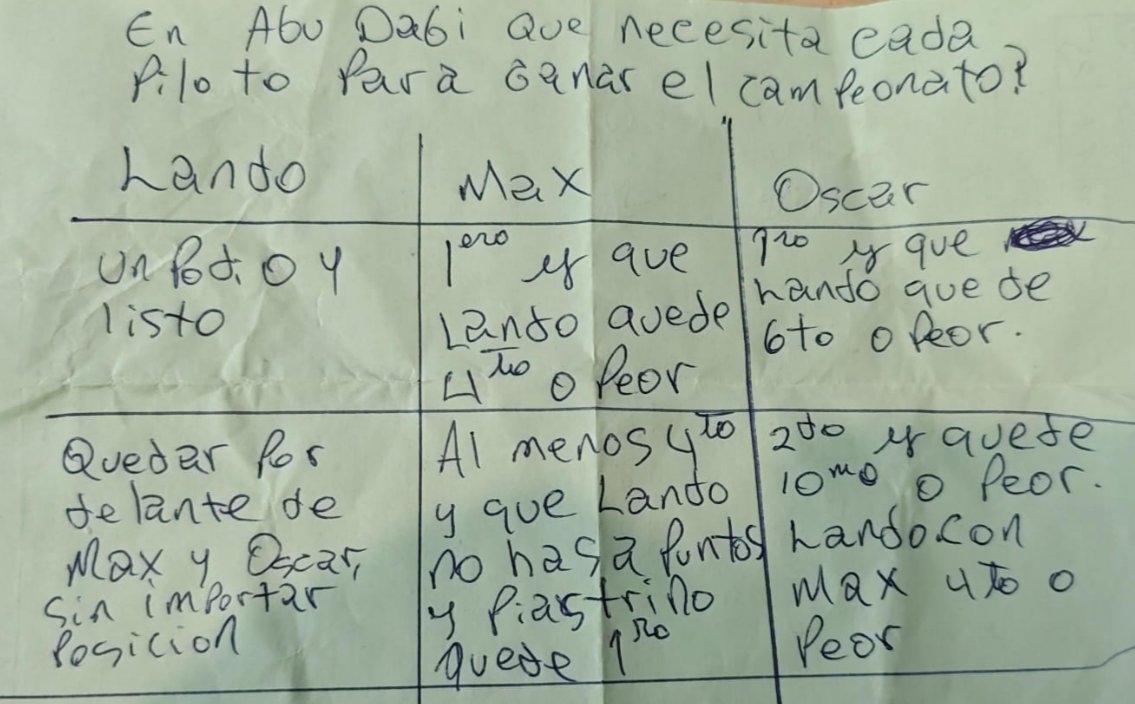 En Abu Dabi que necesita cada
Piloto Para Ganar el campeonato?
Lando
Max
Oscar
Un Podio y
listo
1ero y que
Lando quede
4to o Peor
1ro y que
Lando quede
6to o Peor.
Quedar Por
delante de
Max y Oscar,
sin importar
Posicion
Al menos 4to
y que Lando
no haga Puntos
y Piastri no
quede 1ro
2do y quede
10mo o Peor.
Lando con
Max 4to o
Peor